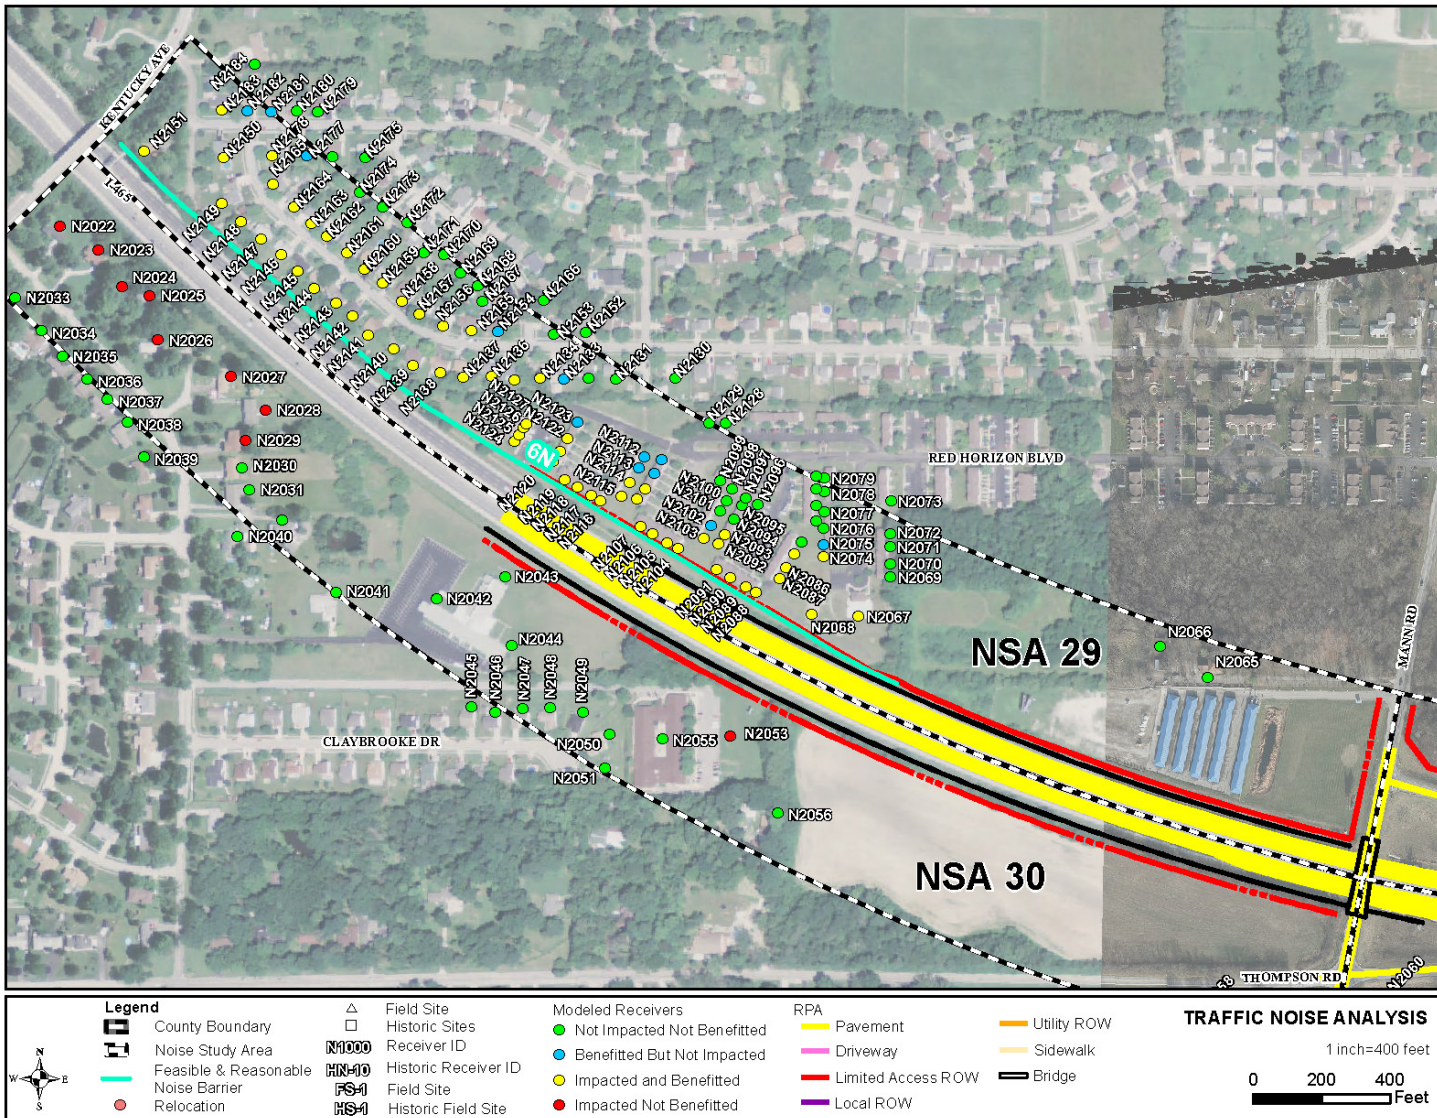 KENTUCKY AVE
I-465
N2184
N2183
N2182
N2181
N2180
N2179
N2151
N2150
N2178
N2165
N2177
N2175
N2174
N2164
N2163
N2173
N2162
N2172
N2161
N2171
N2160
N2170
N2159
N2169
N2158
N2168
N2157
N2167
N2156
N2166
N2155
N2154
N2153
N2152
N2149
N2148
N2147
N2146
N2145
N2144
N2143
N2142
N2141
N2140
N2139
N2138
N2137
N2136
N2134
N2133
N2131
N2130
N2129
N2128
N2127
N2126
N2125
N2124
N2123
N2122
N2112
N2113
N2114
N2115
N2120
N2119
N2118
N2117
N2116
N2107
N2106
N2105
N2104
N2103
N2102
N2101
N2100
N2099
N2098
N2097
N2096
N2095
N2094
N2093
N2092
N2091
N2090
N2089
N2088
N2086
N2087
N2079
N2078
N2077
N2076
N2075
N2074
N2073
N2072
N2071
N2070
N2069
N2068
N2067
N2066
N2065
RED HORIZON BLVD
N9
N2022
N2023
N2024
N2025
N2026
N2027
N2028
N2029
N2030
N2031
N2033
N2034
N2035
N2036
N2037
N2038
N2039
N2040
N2041
N2042
N2043
N2044
N2045
N2046
N2047
N2048
N2049
N2050
N2051
N2055
N2053
N2056
CLAYBROOKE DR
NSA 29
NSA 30
MANN RD
THOMPSON RD
58
N2060
Legend
County Boundary
Noise Study Area
Feasible & Reasonable
Noise Barrier
Relocation
Field Site
Historic Sites
N1000 Receiver ID
HN-10 Historic Receiver ID
FS-1 Field Site
HS-1 Historic Field Site
Modeled Receivers
Not Impacted Not Benefitted
Benefitted But Not Impacted
Impacted and Benefitted
Impacted Not Benefitted
RPA
Pavement
Driveway
Limited Access ROW
Local ROW
Utility ROW
Sidewalk
Bridge
TRAFFIC NOISE ANALYSIS
1 inch=400 feet
0 200 400
Feet
N
W E
S